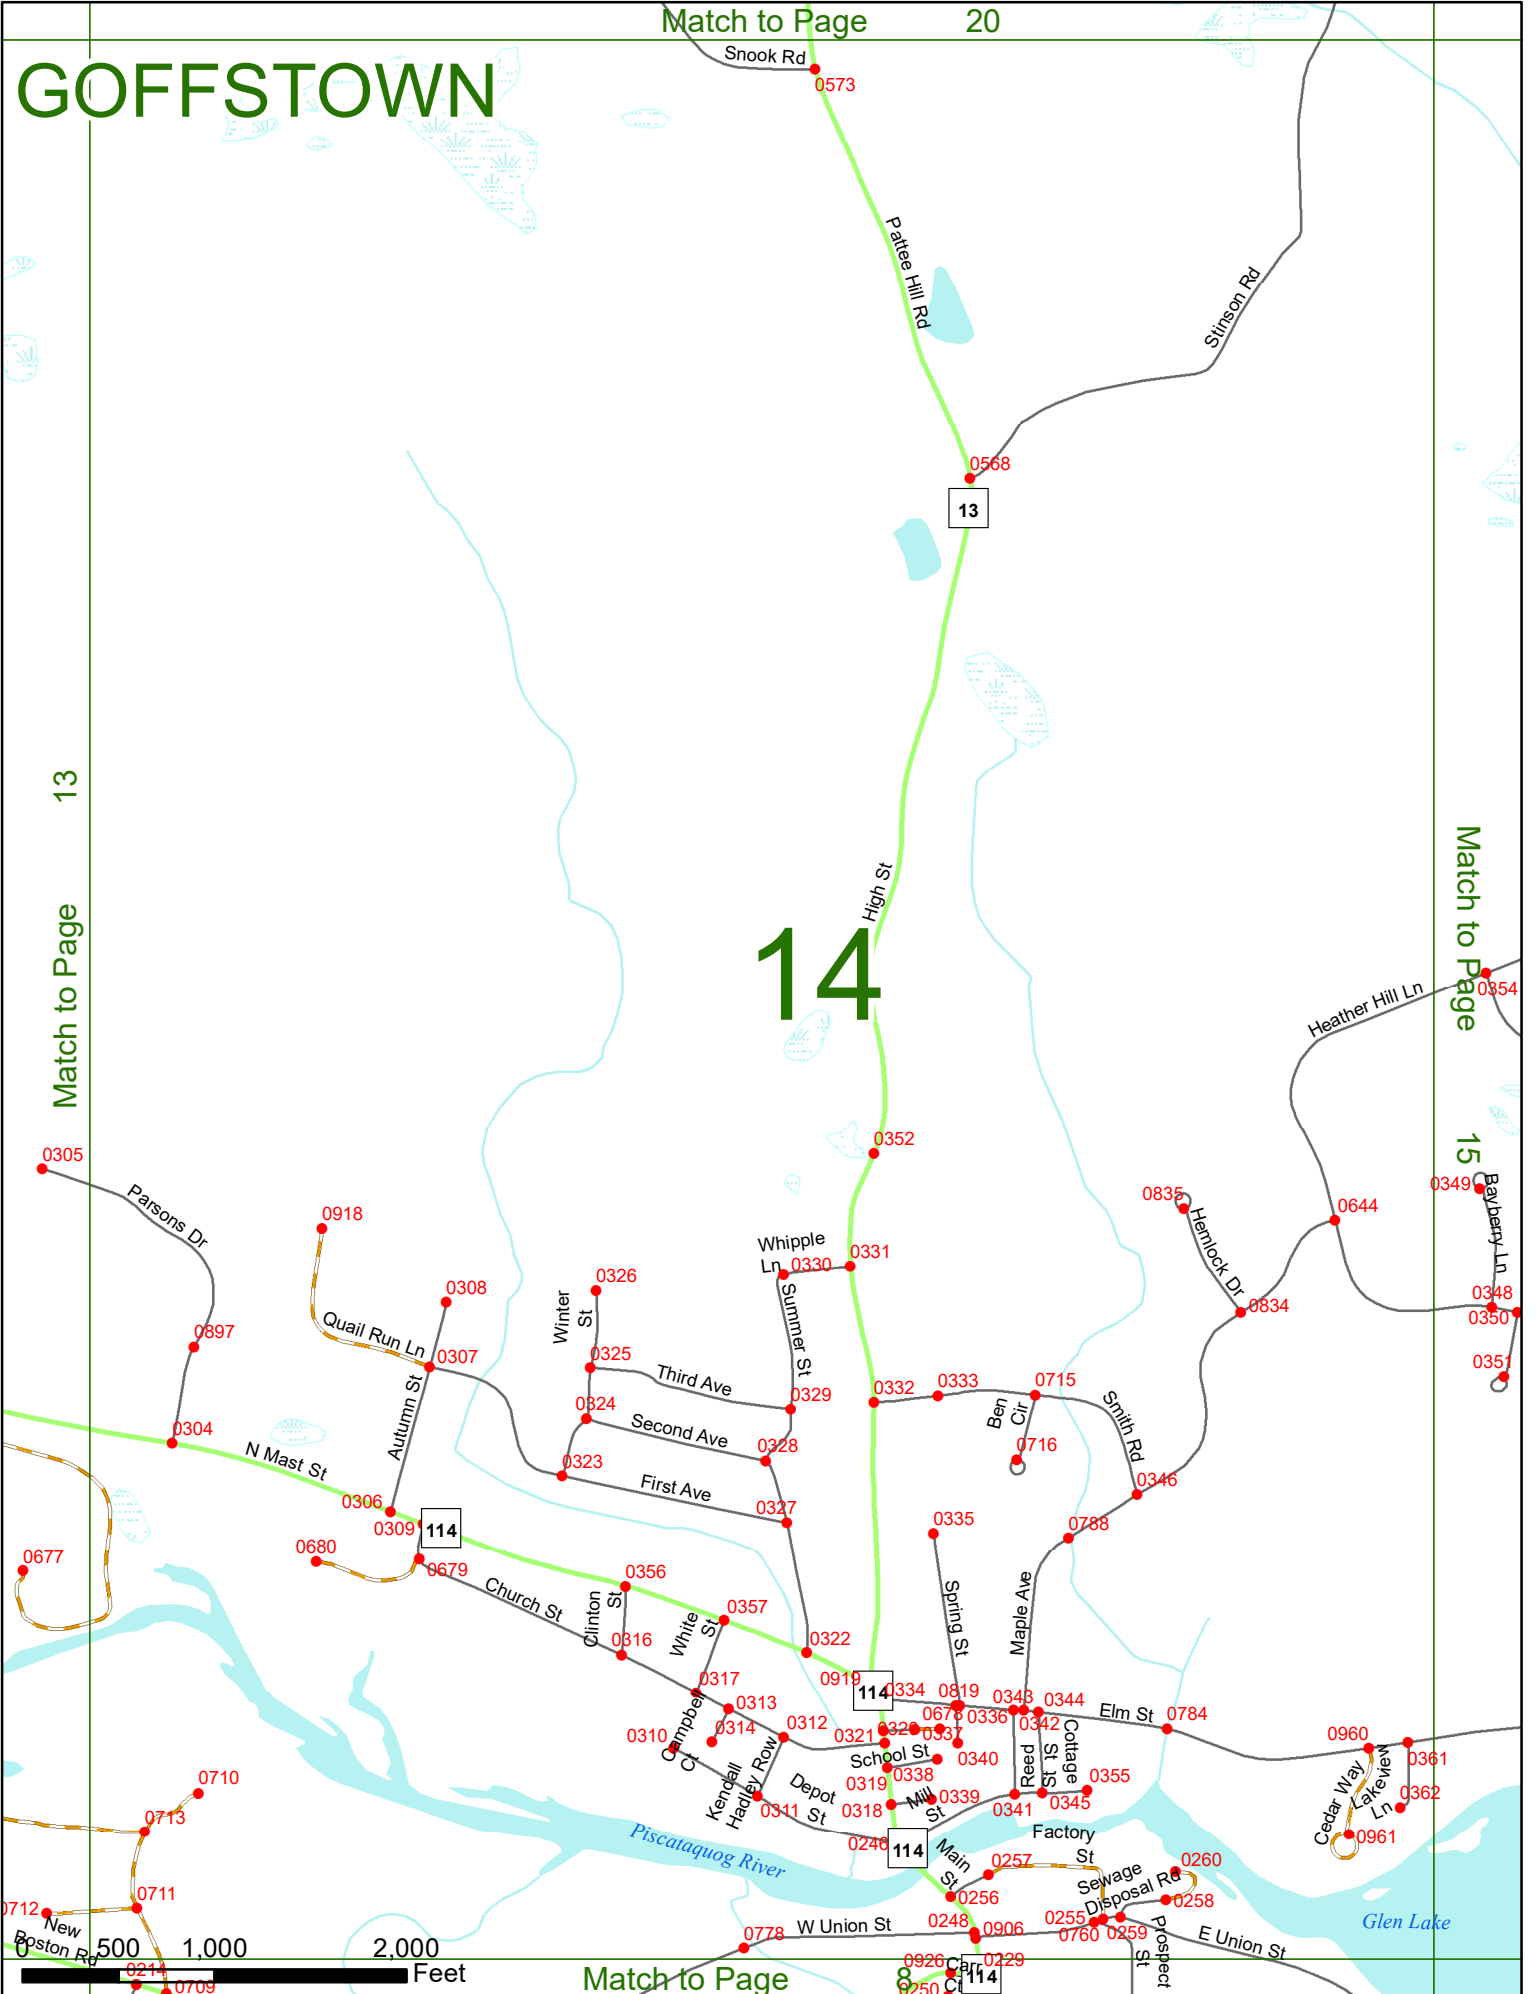 Match to Page 20
Snook Rd
0573
GOFFSTOWN
Pattee Hill Rd
Stinson Rd
0568
13
13
Match to Page
High St
14
Match to Page
15
Heather Hill Ln
0354
0352
0305
Parsons Dr
0918
0308
0897
Quail Run Ln
0307
Autumn St
0304
N Mast St
0306
0309
114
0680
0679
0677
Winter
St
0326
0325
Third Ave
0324
Second Ave
0323
First Ave
Whipple
Ln
0330
0331
Summer St
0329
0328
0327
0332
0333
0715
Ben
Cir
0716
Smith Rd
0346
0788
0835
Hemlock Dr
0834
0644
0349
Bayberry Ln
0348
0350
0351
0335
Spring St
Maple Ave
Church St
Clinton
St
0356
0316
White
St
0357
0317
0322
0919
114
0334
0819
0343
0344
0336
0342
Elm St
0784
0313
0314
0310
Campbell
Ct
0312
0321
0320
0678
0337
0340
School St
0338
0319
Kendall
Hadley Row
0311
Depot
St
0318
Mill
St
0339
0341
Reed
St
Cottage
St
0345
0355
0246
114
Main
St
0257
0256
Factory
St
Sewage
Disposal Rd
0260
0258
0255
0760
0259
Prospect
St
E Union St
0960
0361
Cedar Way
Lakeview
Ln
0362
0961
Glen Lake
Piscataquog River
W Union St
0778
0248
0906
0229
0926
Carr
Ct
114
0250
0710
0713
0711
0712
New
Boston Rd
0214
0709
0 500 1,000 2,000
Feet
Match to Page 8